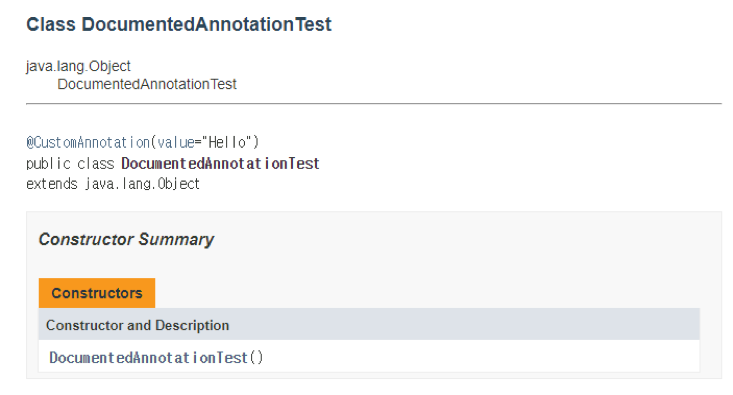 Class DocumentedAnnotationTest
java.lang.Object
DocumentedAnnotationTest
@CustomAnnotation(value="Hello")
public class DocumentedAnnotationTest
extends java.lang.Object
Constructor Summary
Constructors
Constructor and Description
DocumentedAnnotationTest()